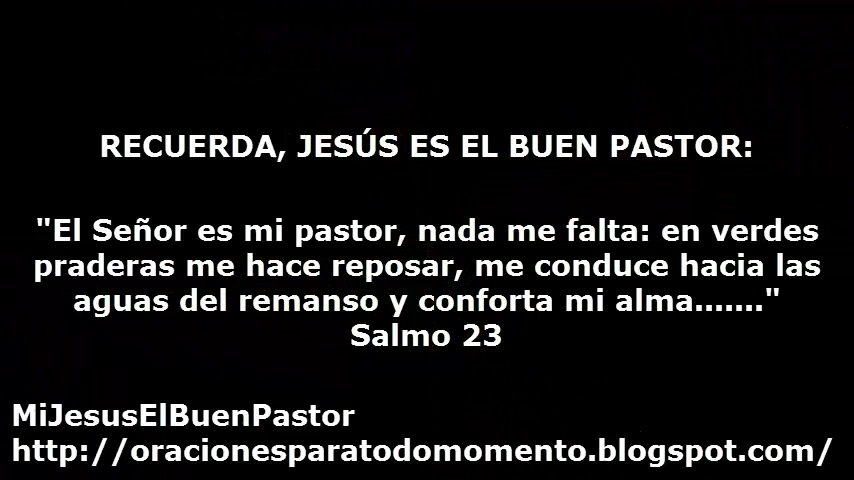 RECUERDA, JESÚS ES EL BUEN PASTOR:
"El Señor es mi pastor, nada me falta: en verdes
praderas me hace reposar, me conduce hacia las
aguas del remanso y conforta mi alma......."
Salmo 23
MiJesusElBuenPastor
http://oracionesparatodomomento.blogspot.com/